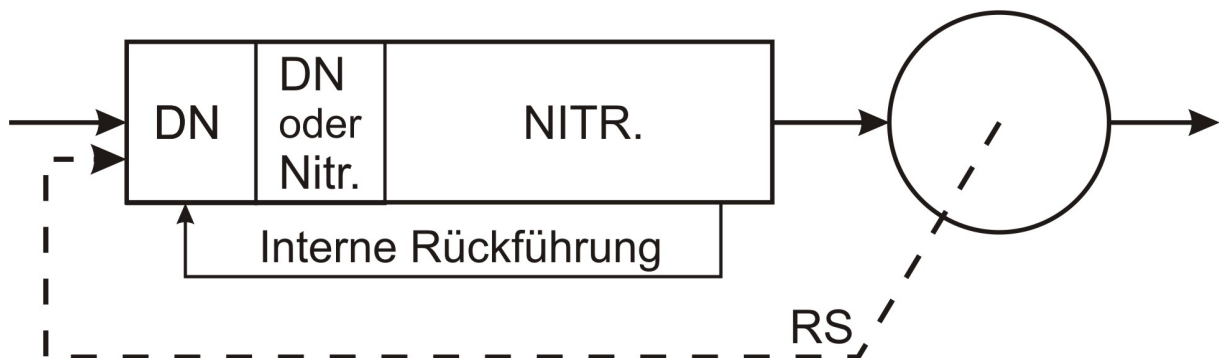 DN
DN
oder
Nitr.
NITR.
Interne Rückführung
RS